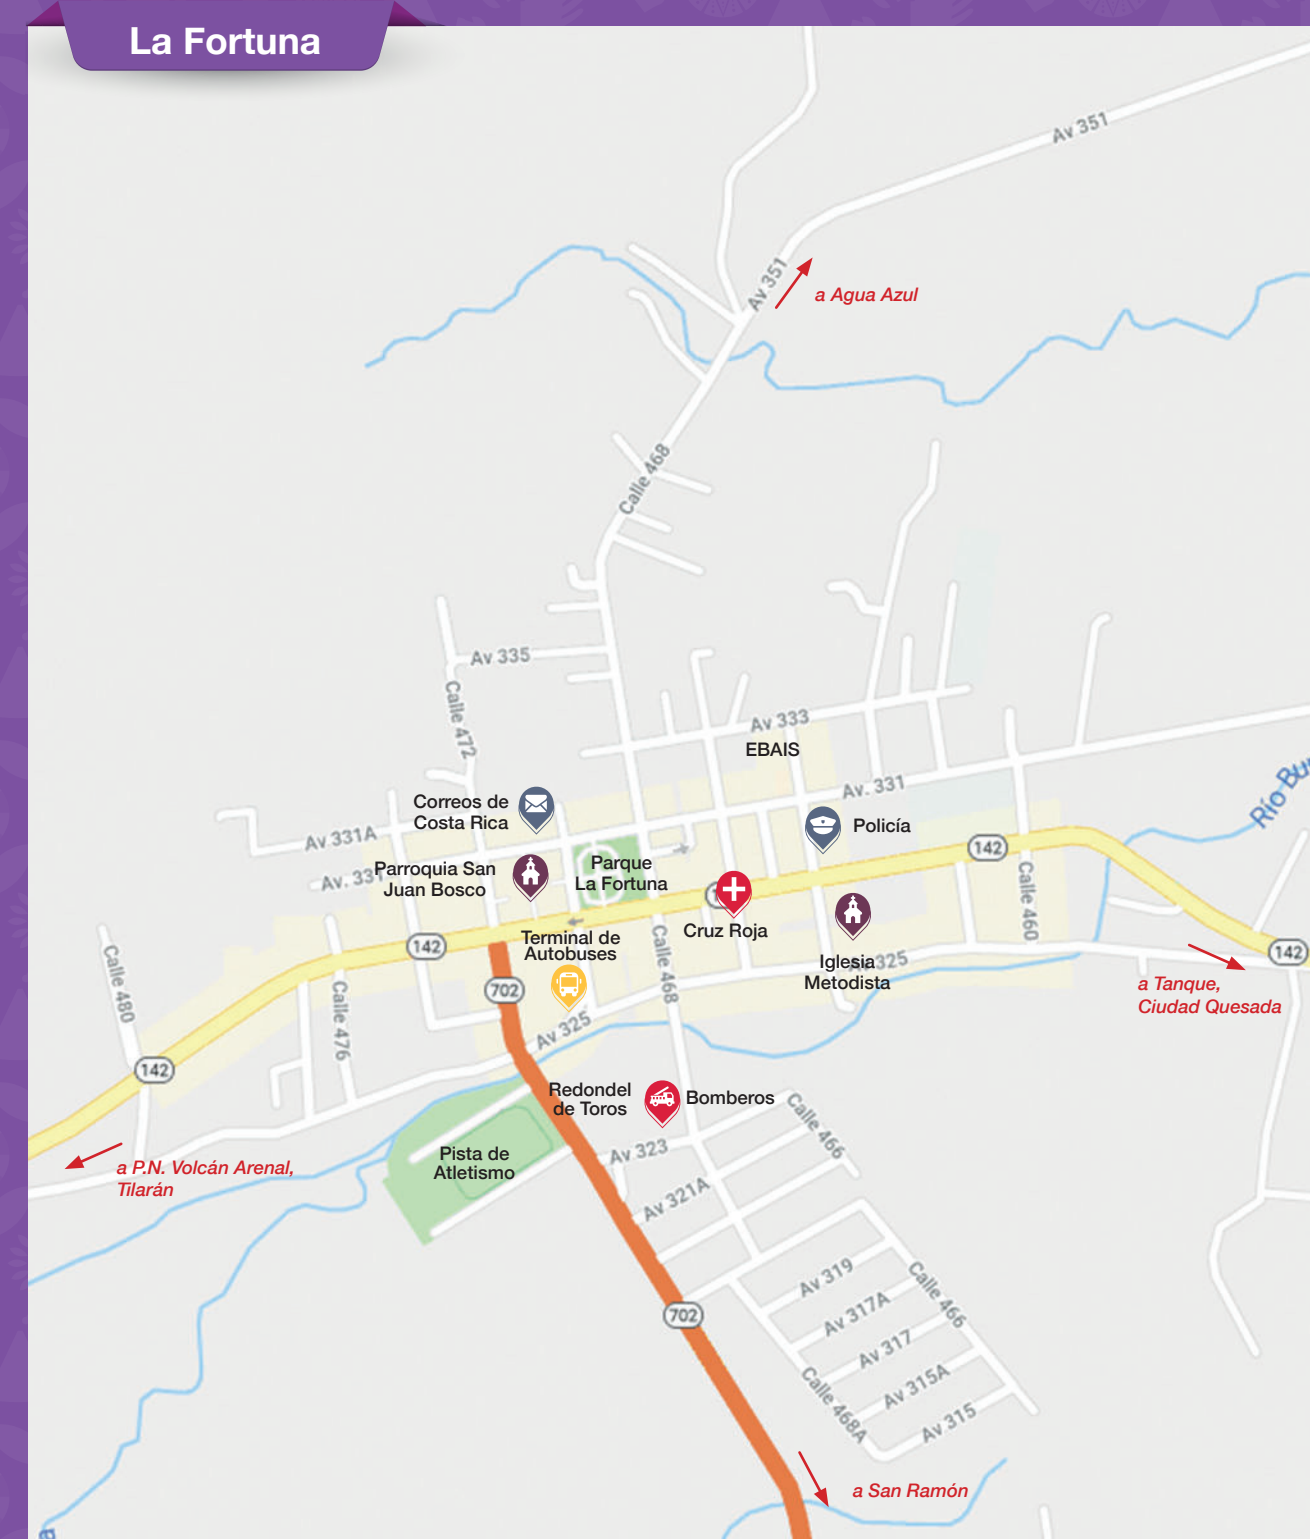 La Fortuna
Av 351
Av 351
a Agua Azul
Calle 468
Av 335
Calle 472
Av 333
EBAIS
Av. 331
Correos de
Costa Rica
Policía
Av 331A
Parroquia San
Juan Bosco
Av. 331
Parque
La Fortuna
142
Cruz Roja
Calle 460
142
Terminal de
Autobuses
Calle 468
Iglesia
Metodista
Av 325
142
a Tanque,
Ciudad Quesada
Calle 480
702
Calle 476
Av 325
142
Redondel
de Toros
Bomberos
Calle 466
Pista de
Atletismo
Av 323
a P.N. Volcán Arenal,
Tilarán
Av 321A
Av 319
Calle 466
702
Av 317A
Av 317
Av 315A
Calle 468A
Av 315
a San Ramón